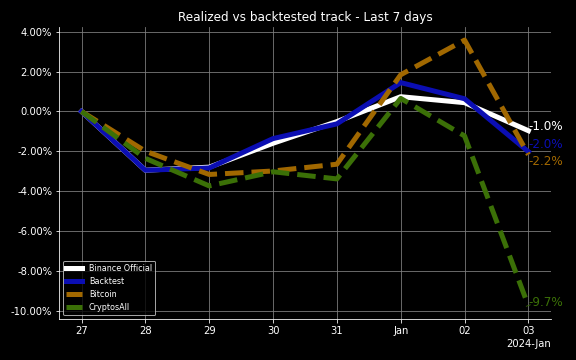 Realized vs backtested track - Last 7 days
4.00%
2.00%
0.00%
-2.00%
-4.00%
-6.00%
-8.00%
-10.00%
-1.0%
-2.0%
-2.2%
-9.7%
Binance Official
Backtest
Bitcoin
CryptosAll
27 28 29 30 31 Jan 02 03
2024-Jan